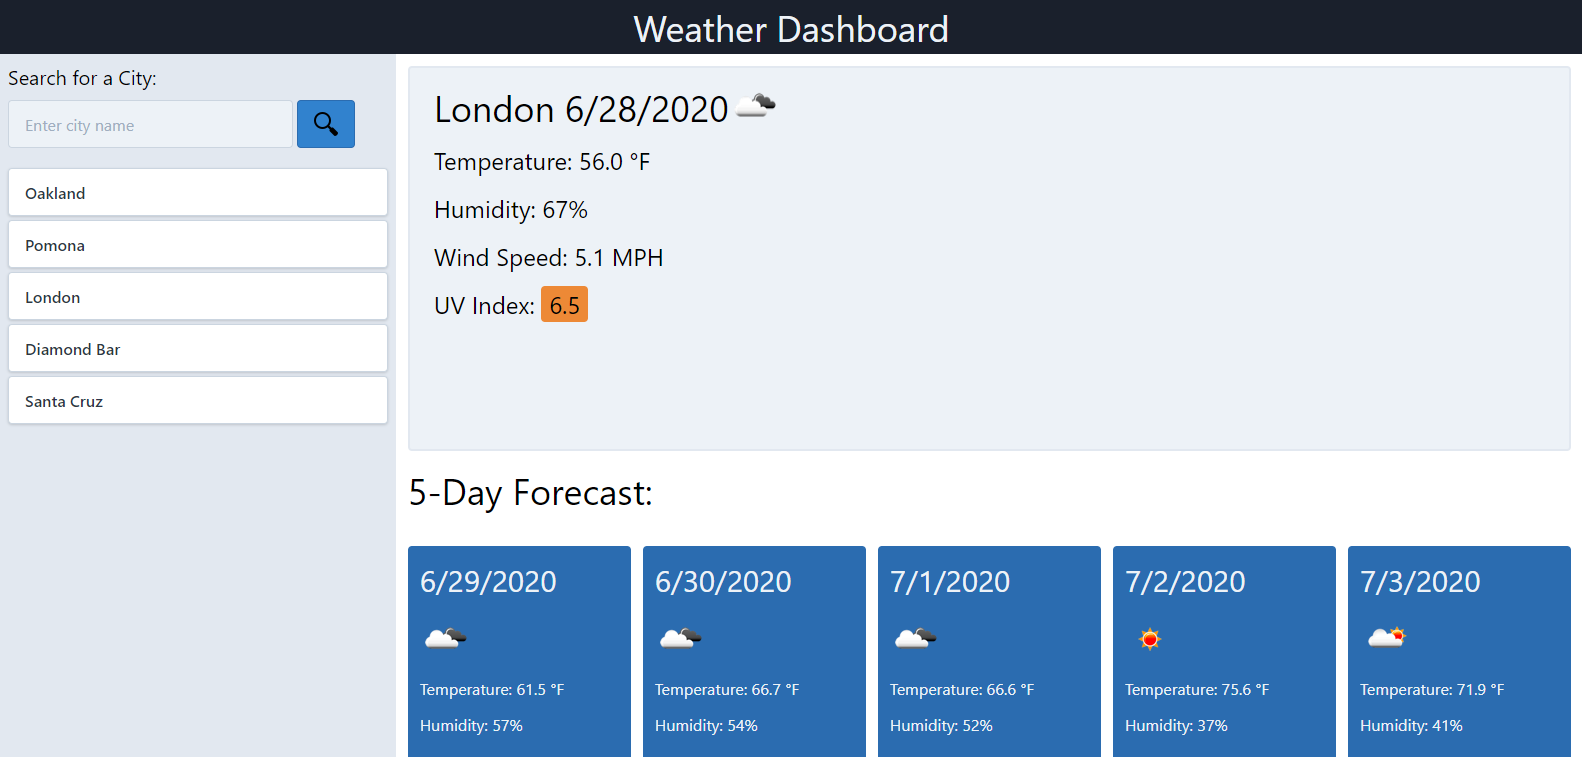 Weather Dashboard
Search for a City:
Enter city name
Oakland
Pomona
London
Diamond Bar
Santa Cruz
London 6/28/2020
Temperature: 56.0 °F
Humidity: 67%
Wind Speed: 5.1 MPH
UV Index: 6.5
5-Day Forecast:
6/29/2020
Temperature: 61.5 °F
Humidity: 57%
6/30/2020
Temperature: 66.7 °F
Humidity: 54%
7/1/2020
Temperature: 66.6 °F
Humidity: 52%
7/2/2020
Temperature: 75.6 °F
Humidity: 37%
7/3/2020
Temperature: 71.9 °F
Humidity: 41%